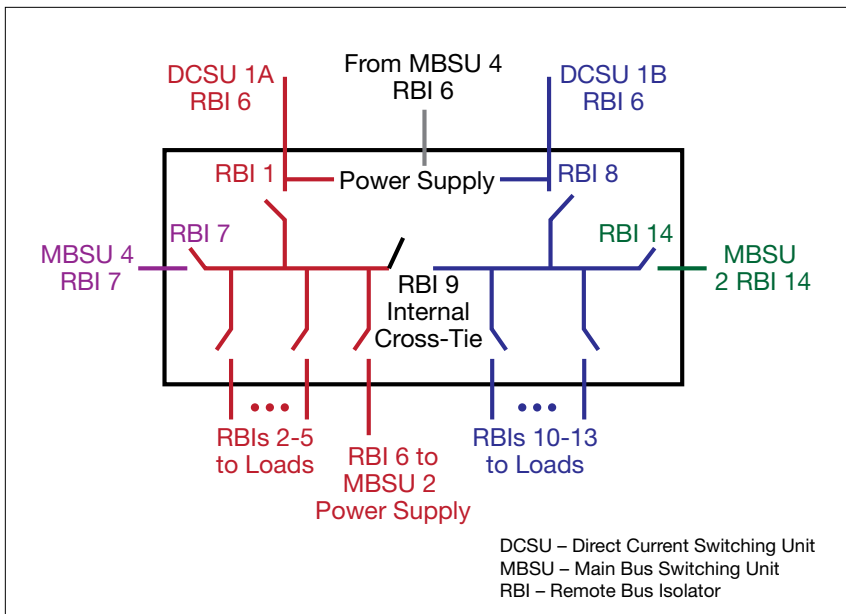 DCSU 1A
RBI 6
From MBSU 4
RBI 6
DCSU 1B
RBI 6
RBI 1
Power Supply
RBI 8
RBI 7
RBI 14
MBSU 4
RBI 7
MBSU
2 RBI 14
RBI 9
Internal
Cross-Tie
•••
•••
RBIs 2-5
to Loads
RBI 6 to
MBSU 2
Power Supply
RBIs 10-13
to Loads
DCSU – Direct Current Switching Unit
MBSU – Main Bus Switching Unit
RBI – Remote Bus Isolator